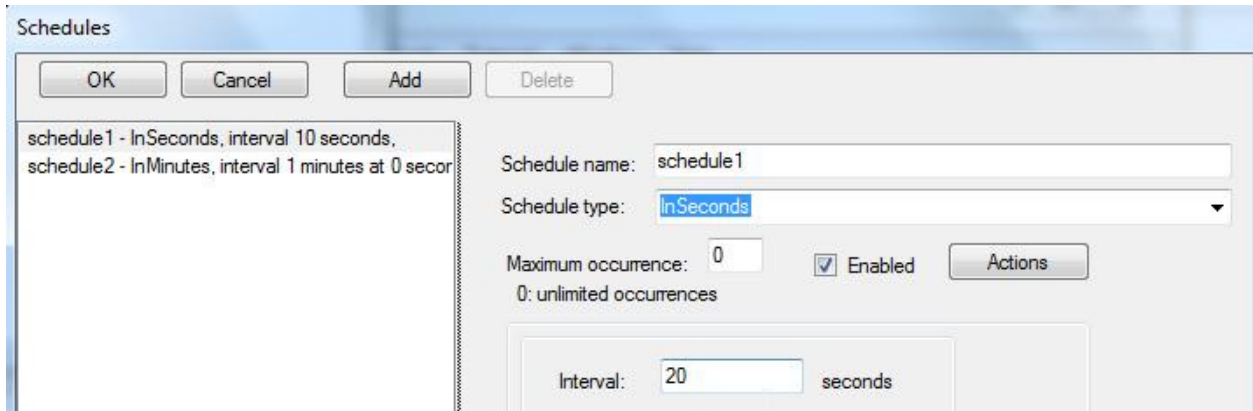 Schedules
OK Cancel Add Delete
schedule1 - InSeconds, interval 10 seconds,
schedule2 - InMinutes, interval 1 minutes at 0 secor
Schedule name: schedule1
Schedule type: InSeconds
Maximum occurrence: 0 Enabled Actions
0: unlimited occurrences
Interval: 20 seconds